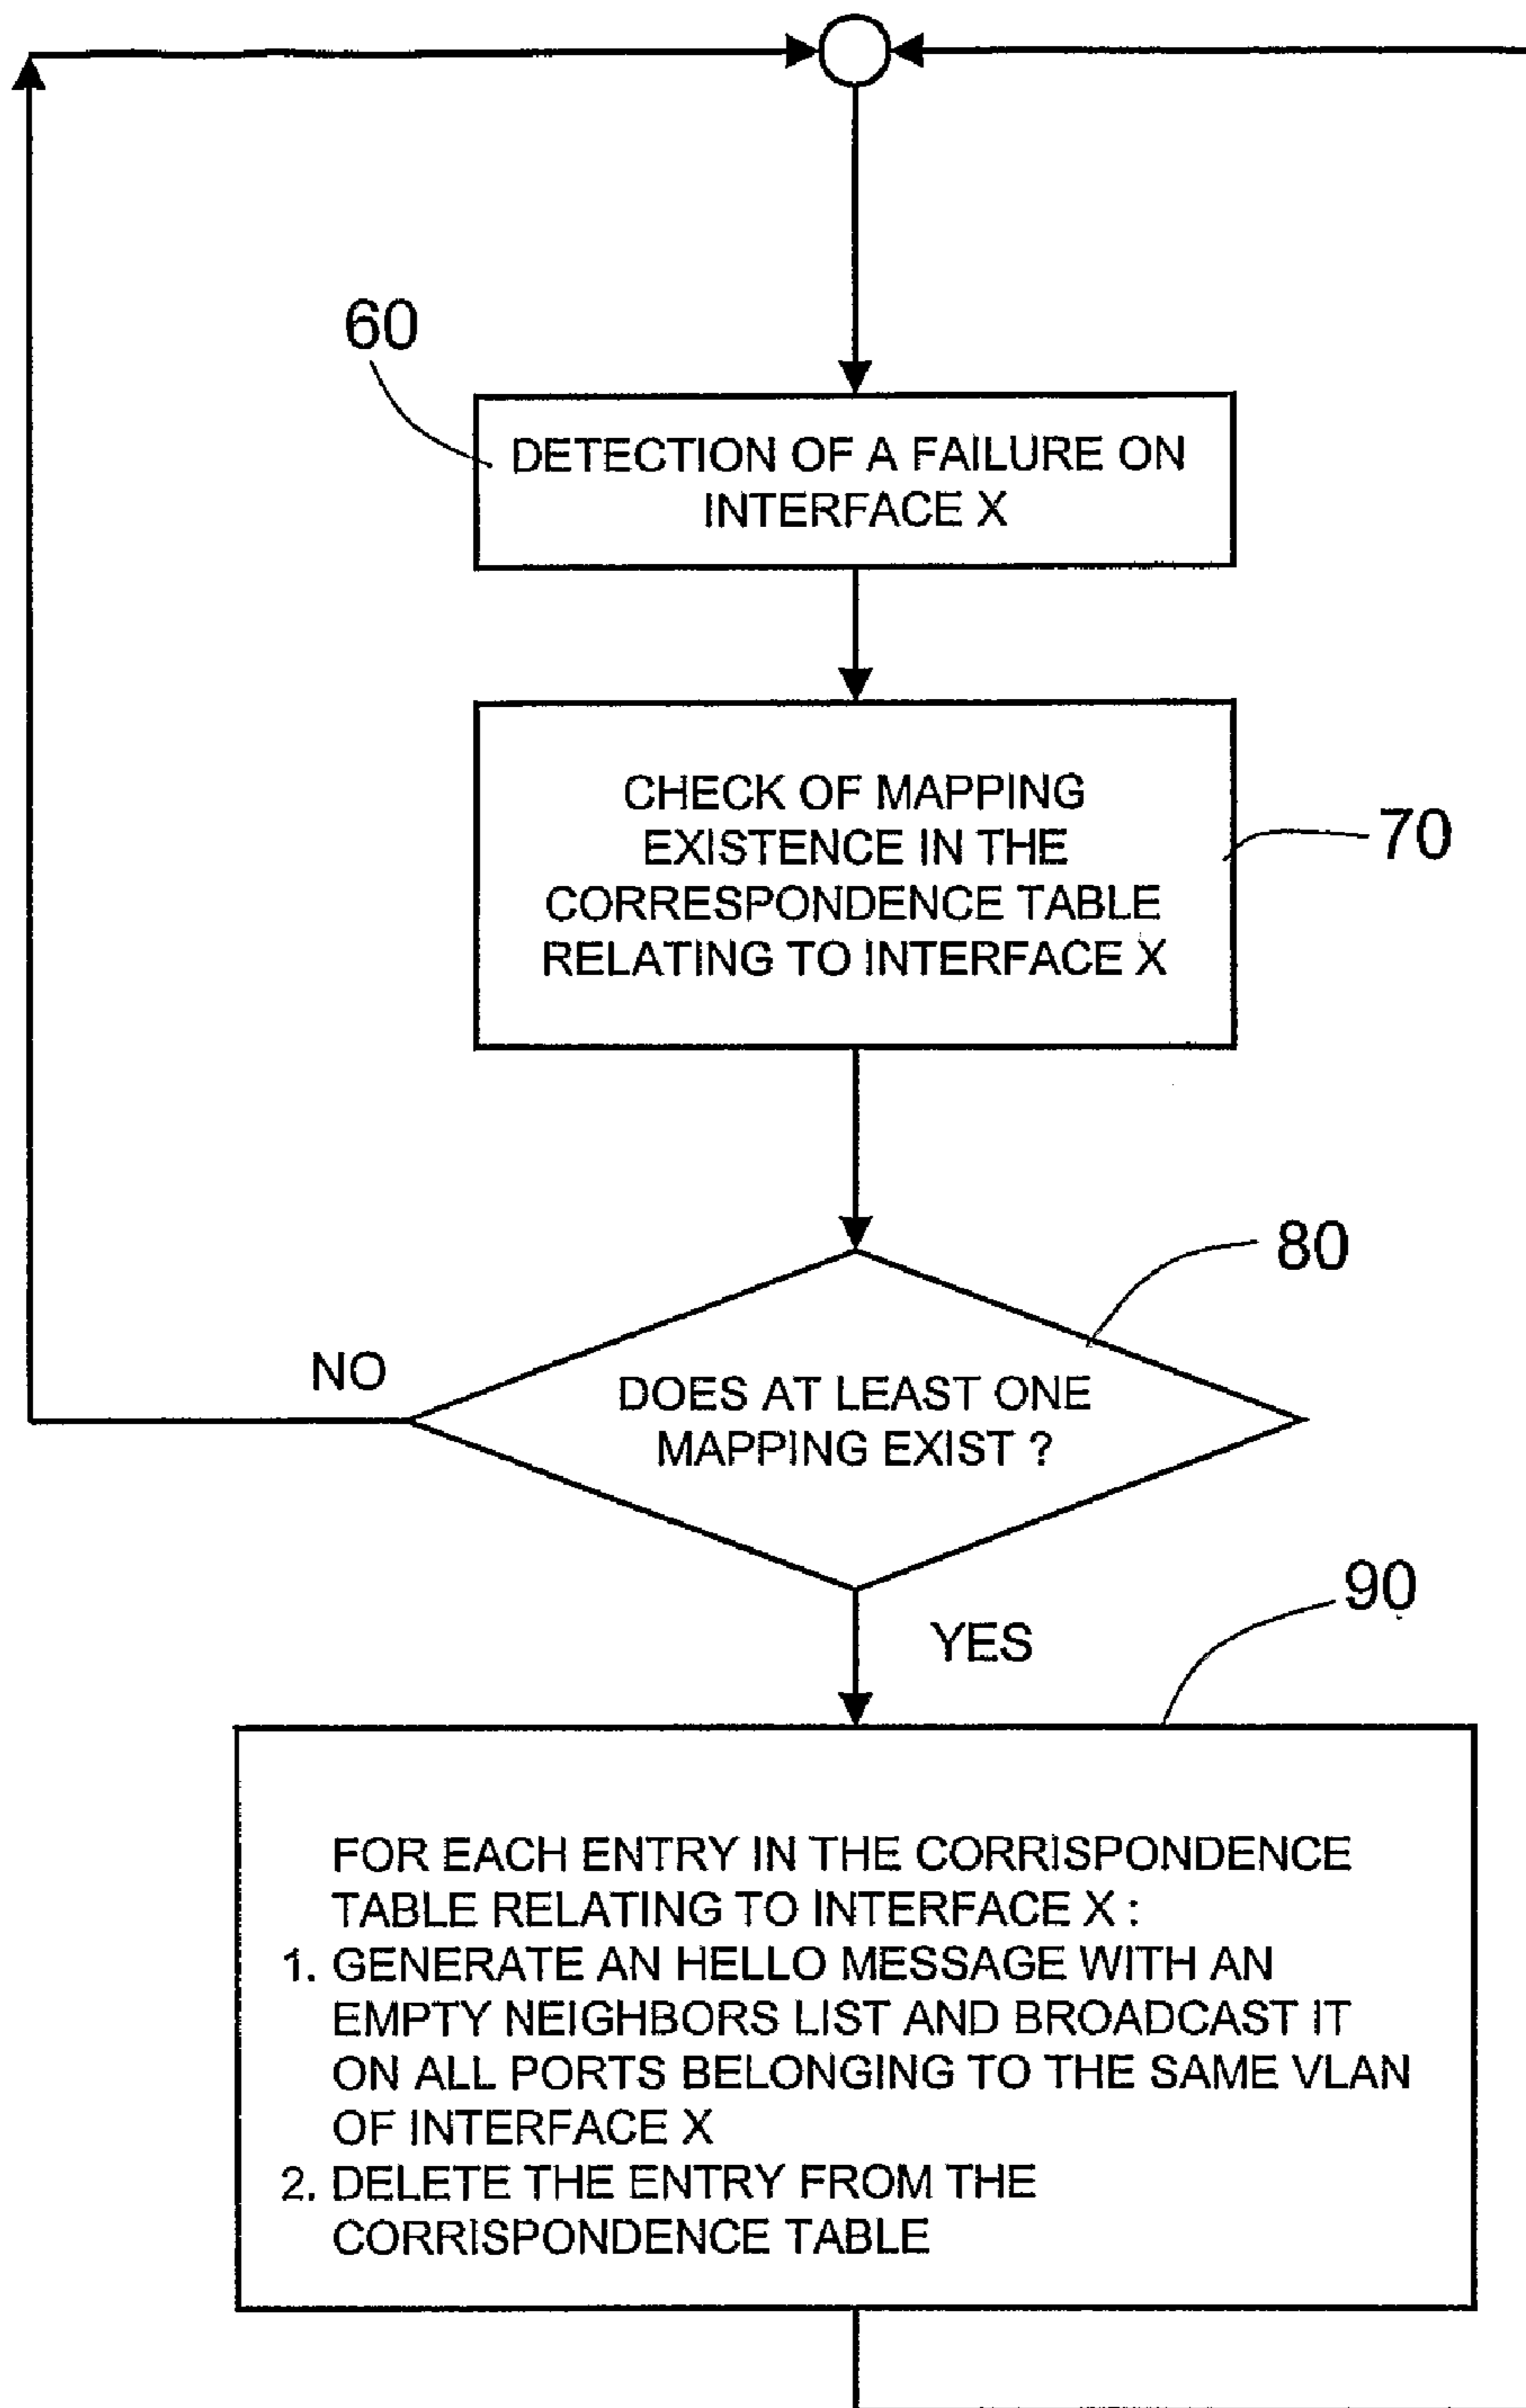 60
DETECTION OF A FAILURE ON
INTERFACE X
CHECK OF MAPPING
EXISTENCE IN THE
CORRESPONDENCE TABLE
RELATING TO INTERFACE X
70
80
NO
DOES AT LEAST ONE
MAPPING EXIST ?
90
YES
FOR EACH ENTRY IN THE CORRISPONDENCE
TABLE RELATING TO INTERFACE X :
1. GENERATE AN HELLO MESSAGE WITH AN
EMPTY NEIGHBORS LIST AND BROADCAST IT
ON ALL PORTS BELONGING TO THE SAME VLAN
OF INTERFACE X
2. DELETE THE ENTRY FROM THE
CORRISPONDENCE TABLE